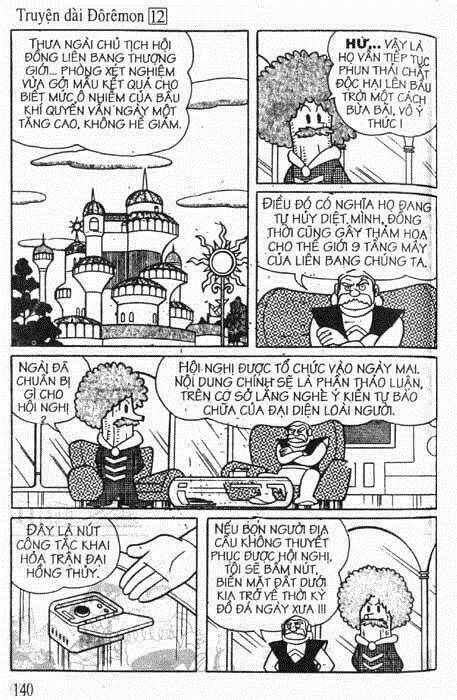 Truyện dài Đôrêmon 12
THƯA NGÀI CHỦ TỊCH HỘI
ĐỒNG LIÊN BANG THƯỢNG
GIỚI... PHÒNG XÉT NGHIỆM
VỪA GỞI MẪU KẾT QUẢ CHO
BIẾT MỨC Ô NHIỄM CỦA BẦU
KHÍ QUYỂN VẪN NGÀY MỘT
TĂNG CAO, KHÔNG HỀ GIẢM.
HỨ,... VẬY LÀ
HỌ VẪN TIẾP TỤC
PHUN THẢI CHẤT
ĐỘC HẠI LÊN BẦU
TRỜI MỘT CÁCH
BỪA BÃI, VÔ Ý
THỨC !
ĐIỀU ĐÓ CÓ NGHĨA HỌ ĐANG
TỰ HỦY DIỆT MÌNH, ĐỒNG
THỜI CŨNG GÂY THẢM HỌA
CHO THẾ GIỚI 9 TẦNG MÂY
CỦA LIÊN BANG CHÚNG TA.
NGÀI ĐÃ
CHUẨN BỊ
GÌ CHO
HỘI NGHỊ
HỘI NGHỊ ĐƯỢC TỔ CHỨC VÀO NGÀY MAI.
NỘI DUNG CHÍNH SẼ LÀ PHẦN THẢO LUẬN,
TRÊN CƠ SỞ LẮNG NGHE Ý KIẾN TỰ BÀO
CHỮA CỦA ĐẠI DIỆN LOÀI NGƯỜI.
ĐÂY LÀ NÚT
CÔNG TẮC KHAI
HỎA TRẬN ĐẠI
HỒNG THỦY.
NẾU BỌN NGƯỜI ĐỊA
CẦU KHÔNG THUYẾT
PHỤC ĐƯỢC HỘI NGHỊ,
TÔI SẼ BẤM NÚT,
BIẾN MẶT ĐẤT DƯỚI
KIA TRỞ VỀ THỜI KỲ
ĐỒ ĐÁ NGÀY XƯA !!!
140